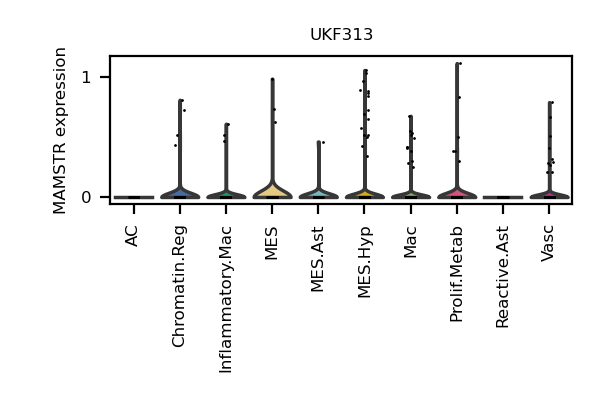 UKF313
MAMSTR expression
1
0
AC
Chromatin.Reg
Inflammatory.Mac
MES
MES.Ast
MES.Hyp
Mac
Prolif.Metab
Reactive.Ast
Vasc